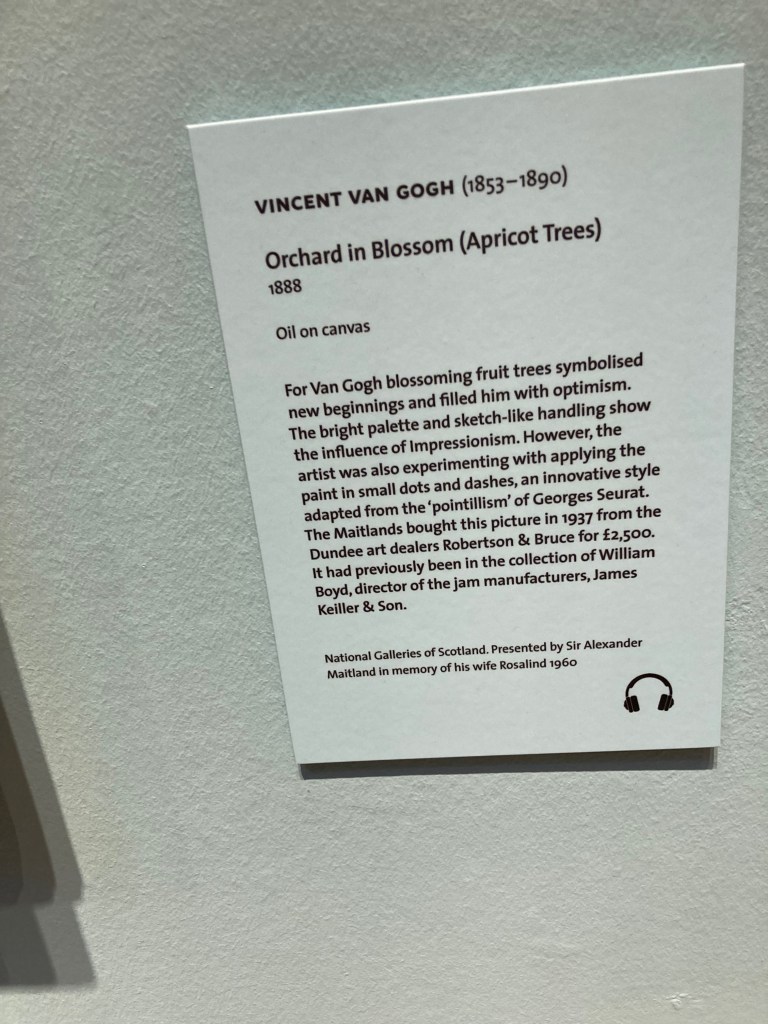 VINCENT VAN GOGH (1853–1890)
Orchard in Blossom (Apricot Trees)
1888
Oil on canvas
For Van Gogh blossoming fruit trees symbolised
new beginnings and filled him with optimism.
The bright palette and sketch-like handling show
the influence of Impressionism. However, the
artist was also experimenting with applying the
paint in small dots and dashes, an innovative style
adapted from the ‘pointillism’ of Georges Seurat.
The Maitlands bought this picture in 1937 from the
Dundee art dealers Robertson & Bruce for £2,500.
It had previously been in the collection of William
Boyd, director of the jam manufacturers, James
Keiller & Son.
National Galleries of Scotland. Presented by Sir Alexander
Maitland in memory of his wife Rosalind 1960